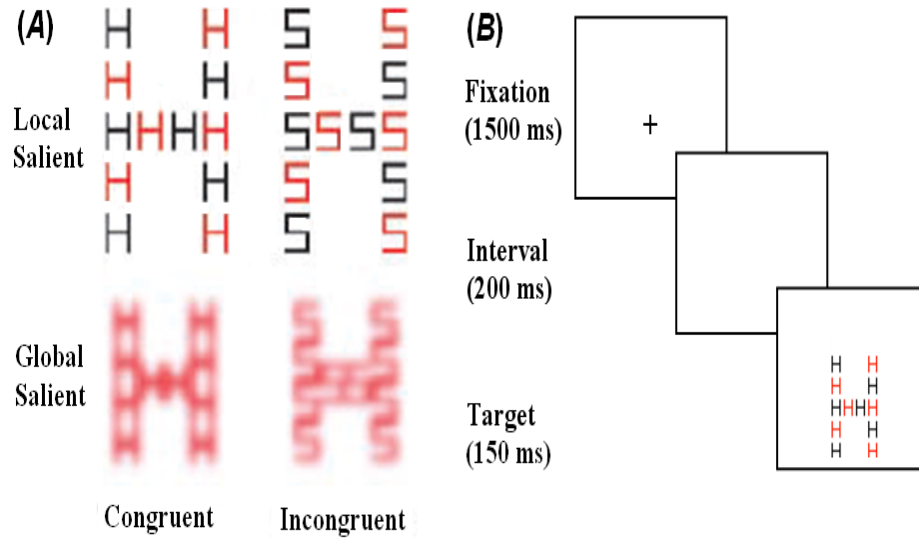 (A)
H H S S
H H S S
Local
Salient
H H H H S S S S
H H S S
H H S S
Global
Salient
H H
Congruent Incongruent
(B)
Fixation
(1500 ms)
+
Interval
(200 ms)
Target
(150 ms)
H H
H H
H H H H
H H
H H